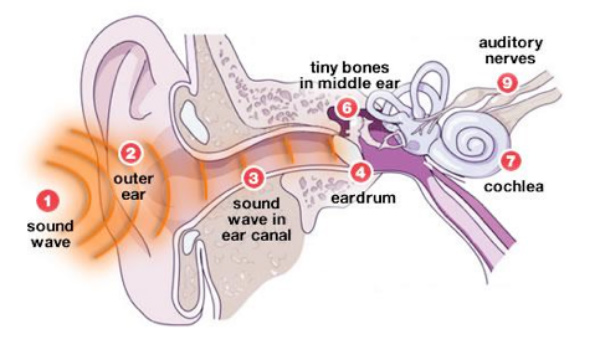 1
sound
wave
2
outer
ear
3
sound
wave in
ear canal
4
eardrum
tiny bones
in middle ear
6
7
cochlea
auditory
nerves
9